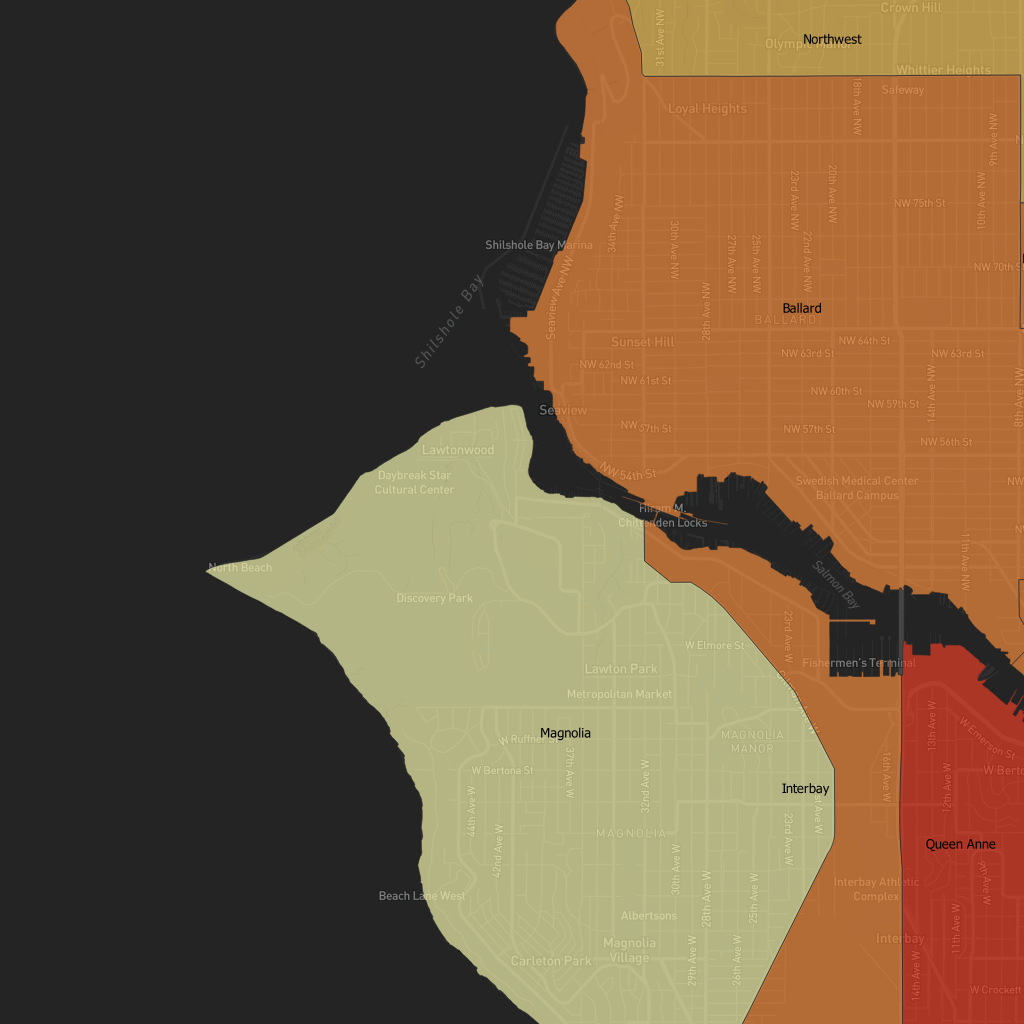 Crown Hill
31st Ave NW
Northwest
Whittier Heights
18th Ave NW
Safeway
Loyal Heights
9th Ave NW
23rd Ave NW
20th Ave NW
10th Ave NW
NW 75th St
34th Ave NW
30th Ave NW
27th Ave NW
25th Ave NW
22nd Ave NW
Shilshole Bay Marina
NW 70th S
Seaview Ave NW
28th Ave NW
Shilshole Bay
Ballard
BALLARD
Sunset Hill
NW 64th St
NW 63rd St
NW 63rd St
NW 62nd St
NW 61st St
14th Ave NW
8th Ave NW
NW 60th St
NW 59th St
Seaview
NW 57th St
NW 57th St
NW 56th St
Lawtonwood
NW 54th St
Daybreak Star
Cultural Center
Swedish Medical Center
Ballard Campus
NW
Hiram M.
Chittenden Locks
11th Ave NW
North Beach
Salmon Bay
Discovery Park
23rd Ave W
W Elmore St
Fishermen's Terminal
Lawton Park
Metropolitan Market
13th Ave W
W Emerson St
Magnolia
W Ruffner St
MAGNOLIA
MANOR
37th Ave W
W Bertona St
W Berto
16th Ave W
32nd Ave W
12th Ave W
Interbay
44th Ave W
st Ave W
MAGNOLIA
23rd Ave W
42nd Ave W
Queen Anne
30th Ave W
9th Ave W
Interbay Athletic
Complex
Beach Lane West
28th Ave W
25th Ave W
Albertsons
11th Ave W
Interbay
Magnolia
Village
Carleton Park
29th Ave W
26th Ave W
14th Ave W
W Crockett